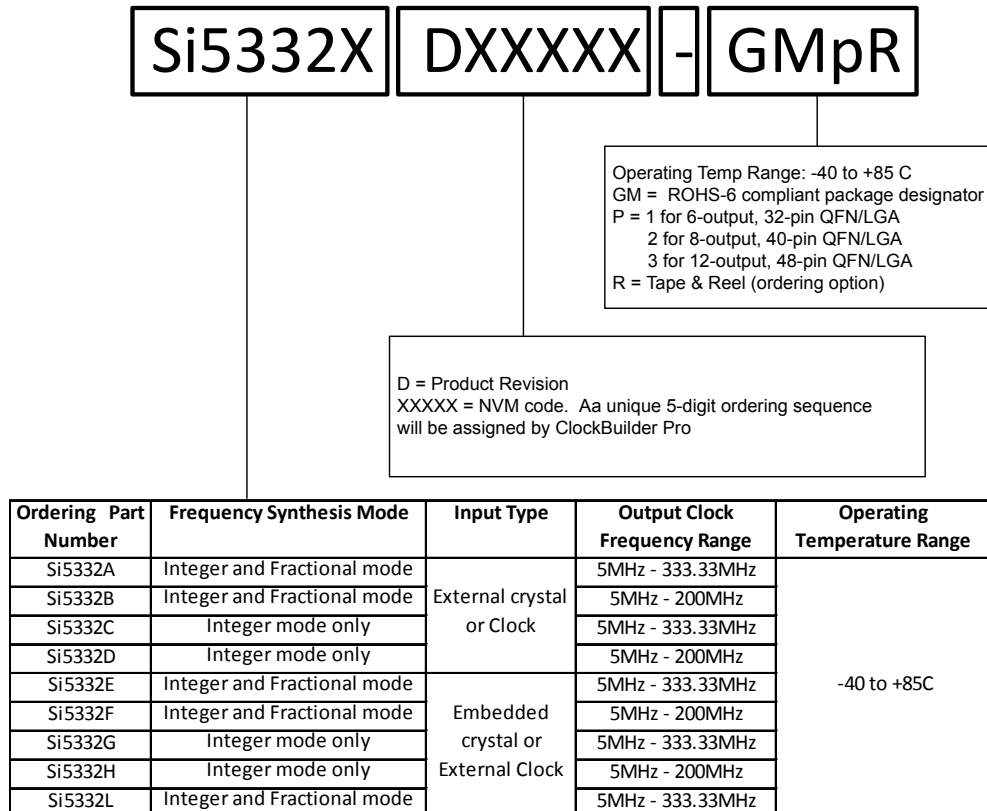 Si5332X DXXXXX - GMpR
Operating Temp Range: -40 to +85 C
GM = ROHS-6 compliant package designator
P = 1 for 6-output, 32-pin QFN/LGA
2 for 8-output, 40-pin QFN/LGA
3 for 12-output, 48-pin QFN/LGA
R = Tape & Reel (ordering option)
D = Product Revision
XXXXX = NVM code. Aa unique 5-digit ordering sequence
will be assigned by ClockBuilder Pro
Ordering Part Number Frequency Synthesis Mode Input Type Output Clock Frequency Range Operating Temperature Range
Si5332A Integer and Fractional mode External crystal or Clock 5MHz - 333.33MHz -40 to +85C
Si5332B Integer and Fractional mode 5MHz - 200MHz
Si5332C Integer mode only 5MHz - 333.33MHz
Si5332D Integer mode only 5MHz - 200MHz
Si5332E Integer and Fractional mode Embedded crystal or External Clock 5MHz - 333.33MHz
Si5332F Integer and Fractional mode 5MHz - 200MHz
Si5332G Integer mode only 5MHz - 333.33MHz
Si5332H Integer mode only 5MHz - 200MHz
Si5332L Integer and Fractional mode 5MHz - 333.33MHz